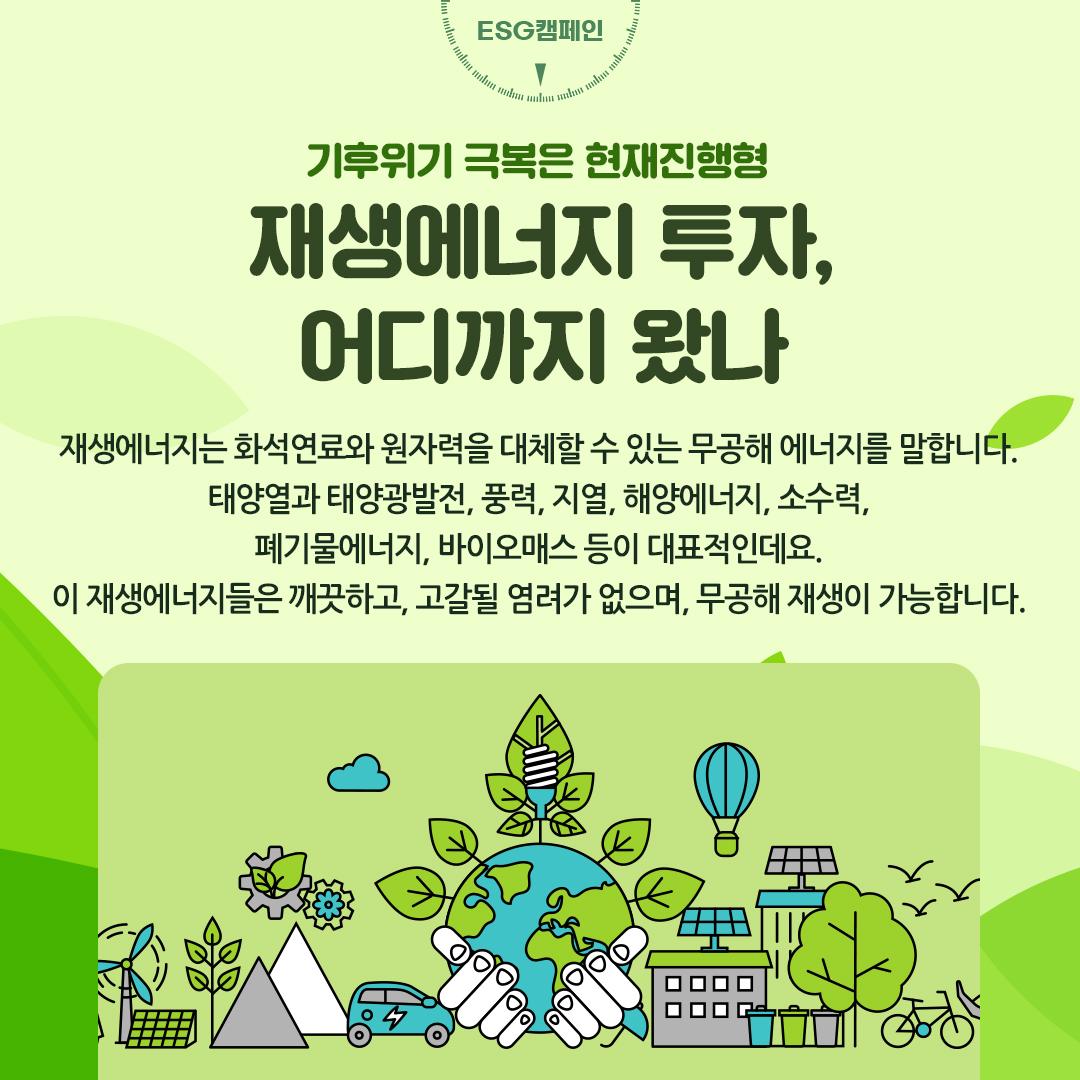 ESG캠페인
기후위기 극복은 현재진행형
재생에너지 투자,
어디까지 왔나
재생에너지는 화석연료와 원자력을 대체할 수 있는 무공해 에너지를 말합니다.
태양열과 태양광발전, 풍력, 지열, 해양에너지, 소수력,
폐기물에너지, 바이오매스 등이 대표적인데요.
이 재생에너지들은 깨끗하고, 고갈될 염려가 없으며, 무공해 재생이 가능합니다.